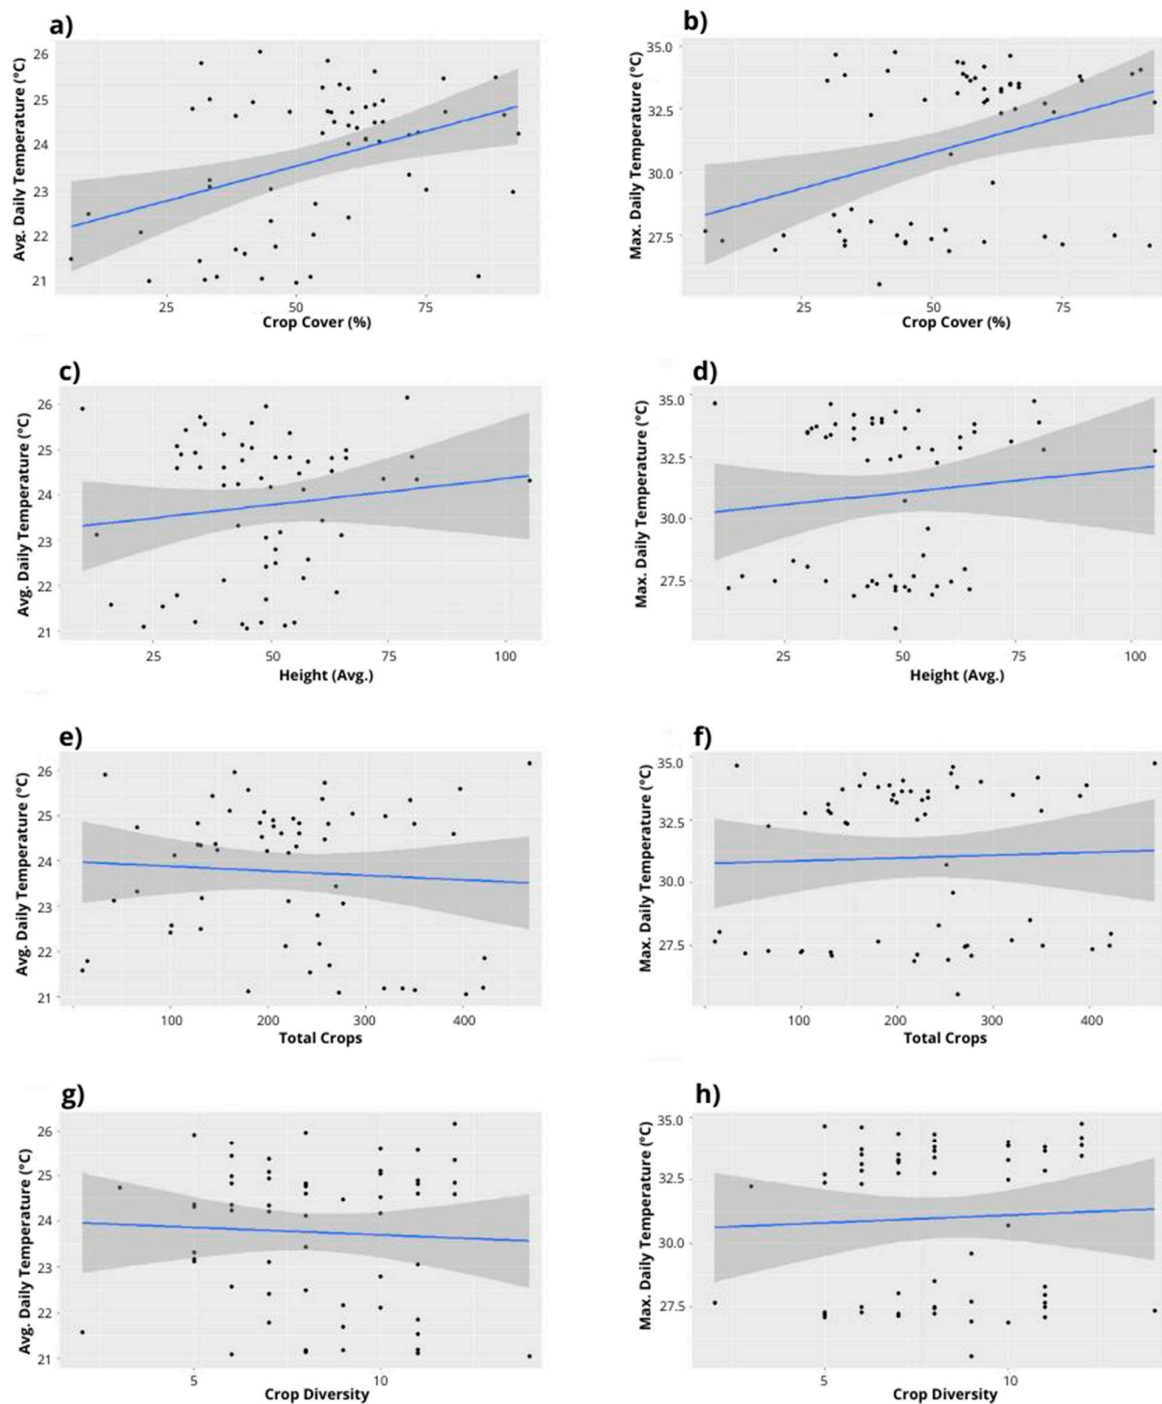 a)
Avg. Daily Temperature (°C)
26
25
24
23
22
21
25 50 75
Crop Cover (%)
b)
Max. Daily Temperature (°C)
35.0
32.5
30.0
27.5
25 50 75
Crop Cover (%)
c)
Avg. Daily Temperature (°C)
26
25
24
23
22
21
25 50 75 100
Height (Avg.)
d)
Max. Daily Temperature (°C)
35.0
32.5
30.0
27.5
25 50 75 100
Height (Avg.)
e)
Avg. Daily Temperature (°C)
26
25
24
23
22
21
100 200 300 400
Total Crops
f)
Max. Daily Temperature (°C)
35.0
32.5
30.0
27.5
100 200 300 400
Total Crops
g)
Avg. Daily Temperature (°C)
26
25
24
23
22
21
5 10
Crop Diversity
h)
Max. Daily Temperature (°C)
35.0
32.5
30.0
27.5
5 10
Crop Diversity